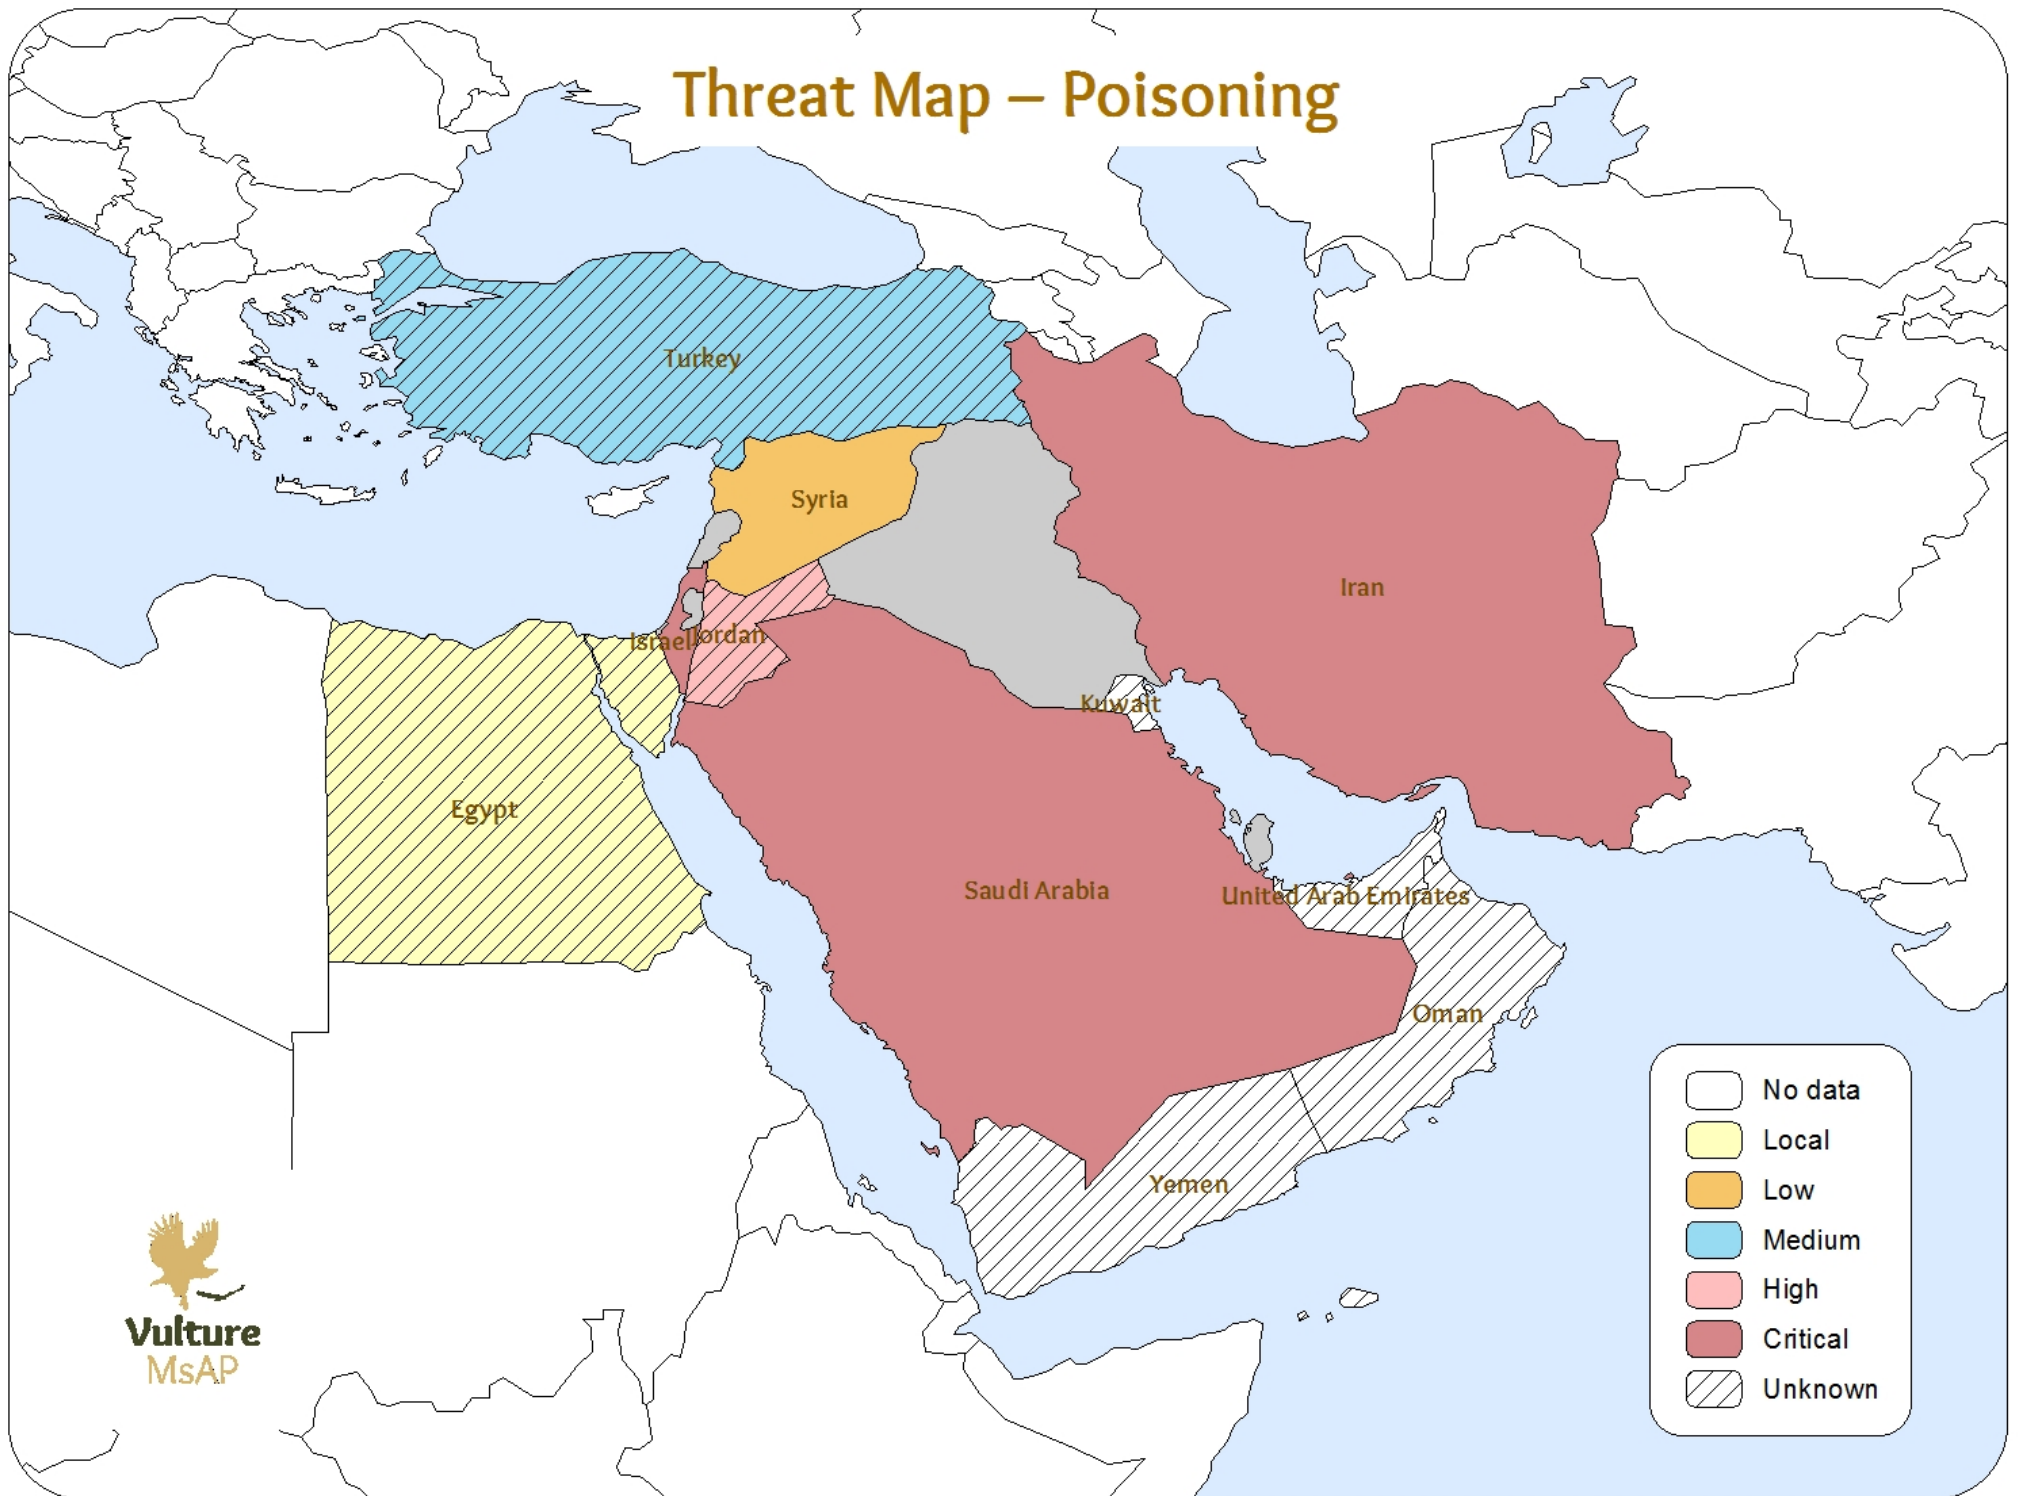 Threat Map – Poisoning
Turkey
Syria
Iran
Israel
Jordan
Kuwait
Egypt
Saudi Arabia
United Arab Emirates
Oman
Yemen
No data
Local
Low
Medium
High
Critical
Unknown
Vulture
MsAP